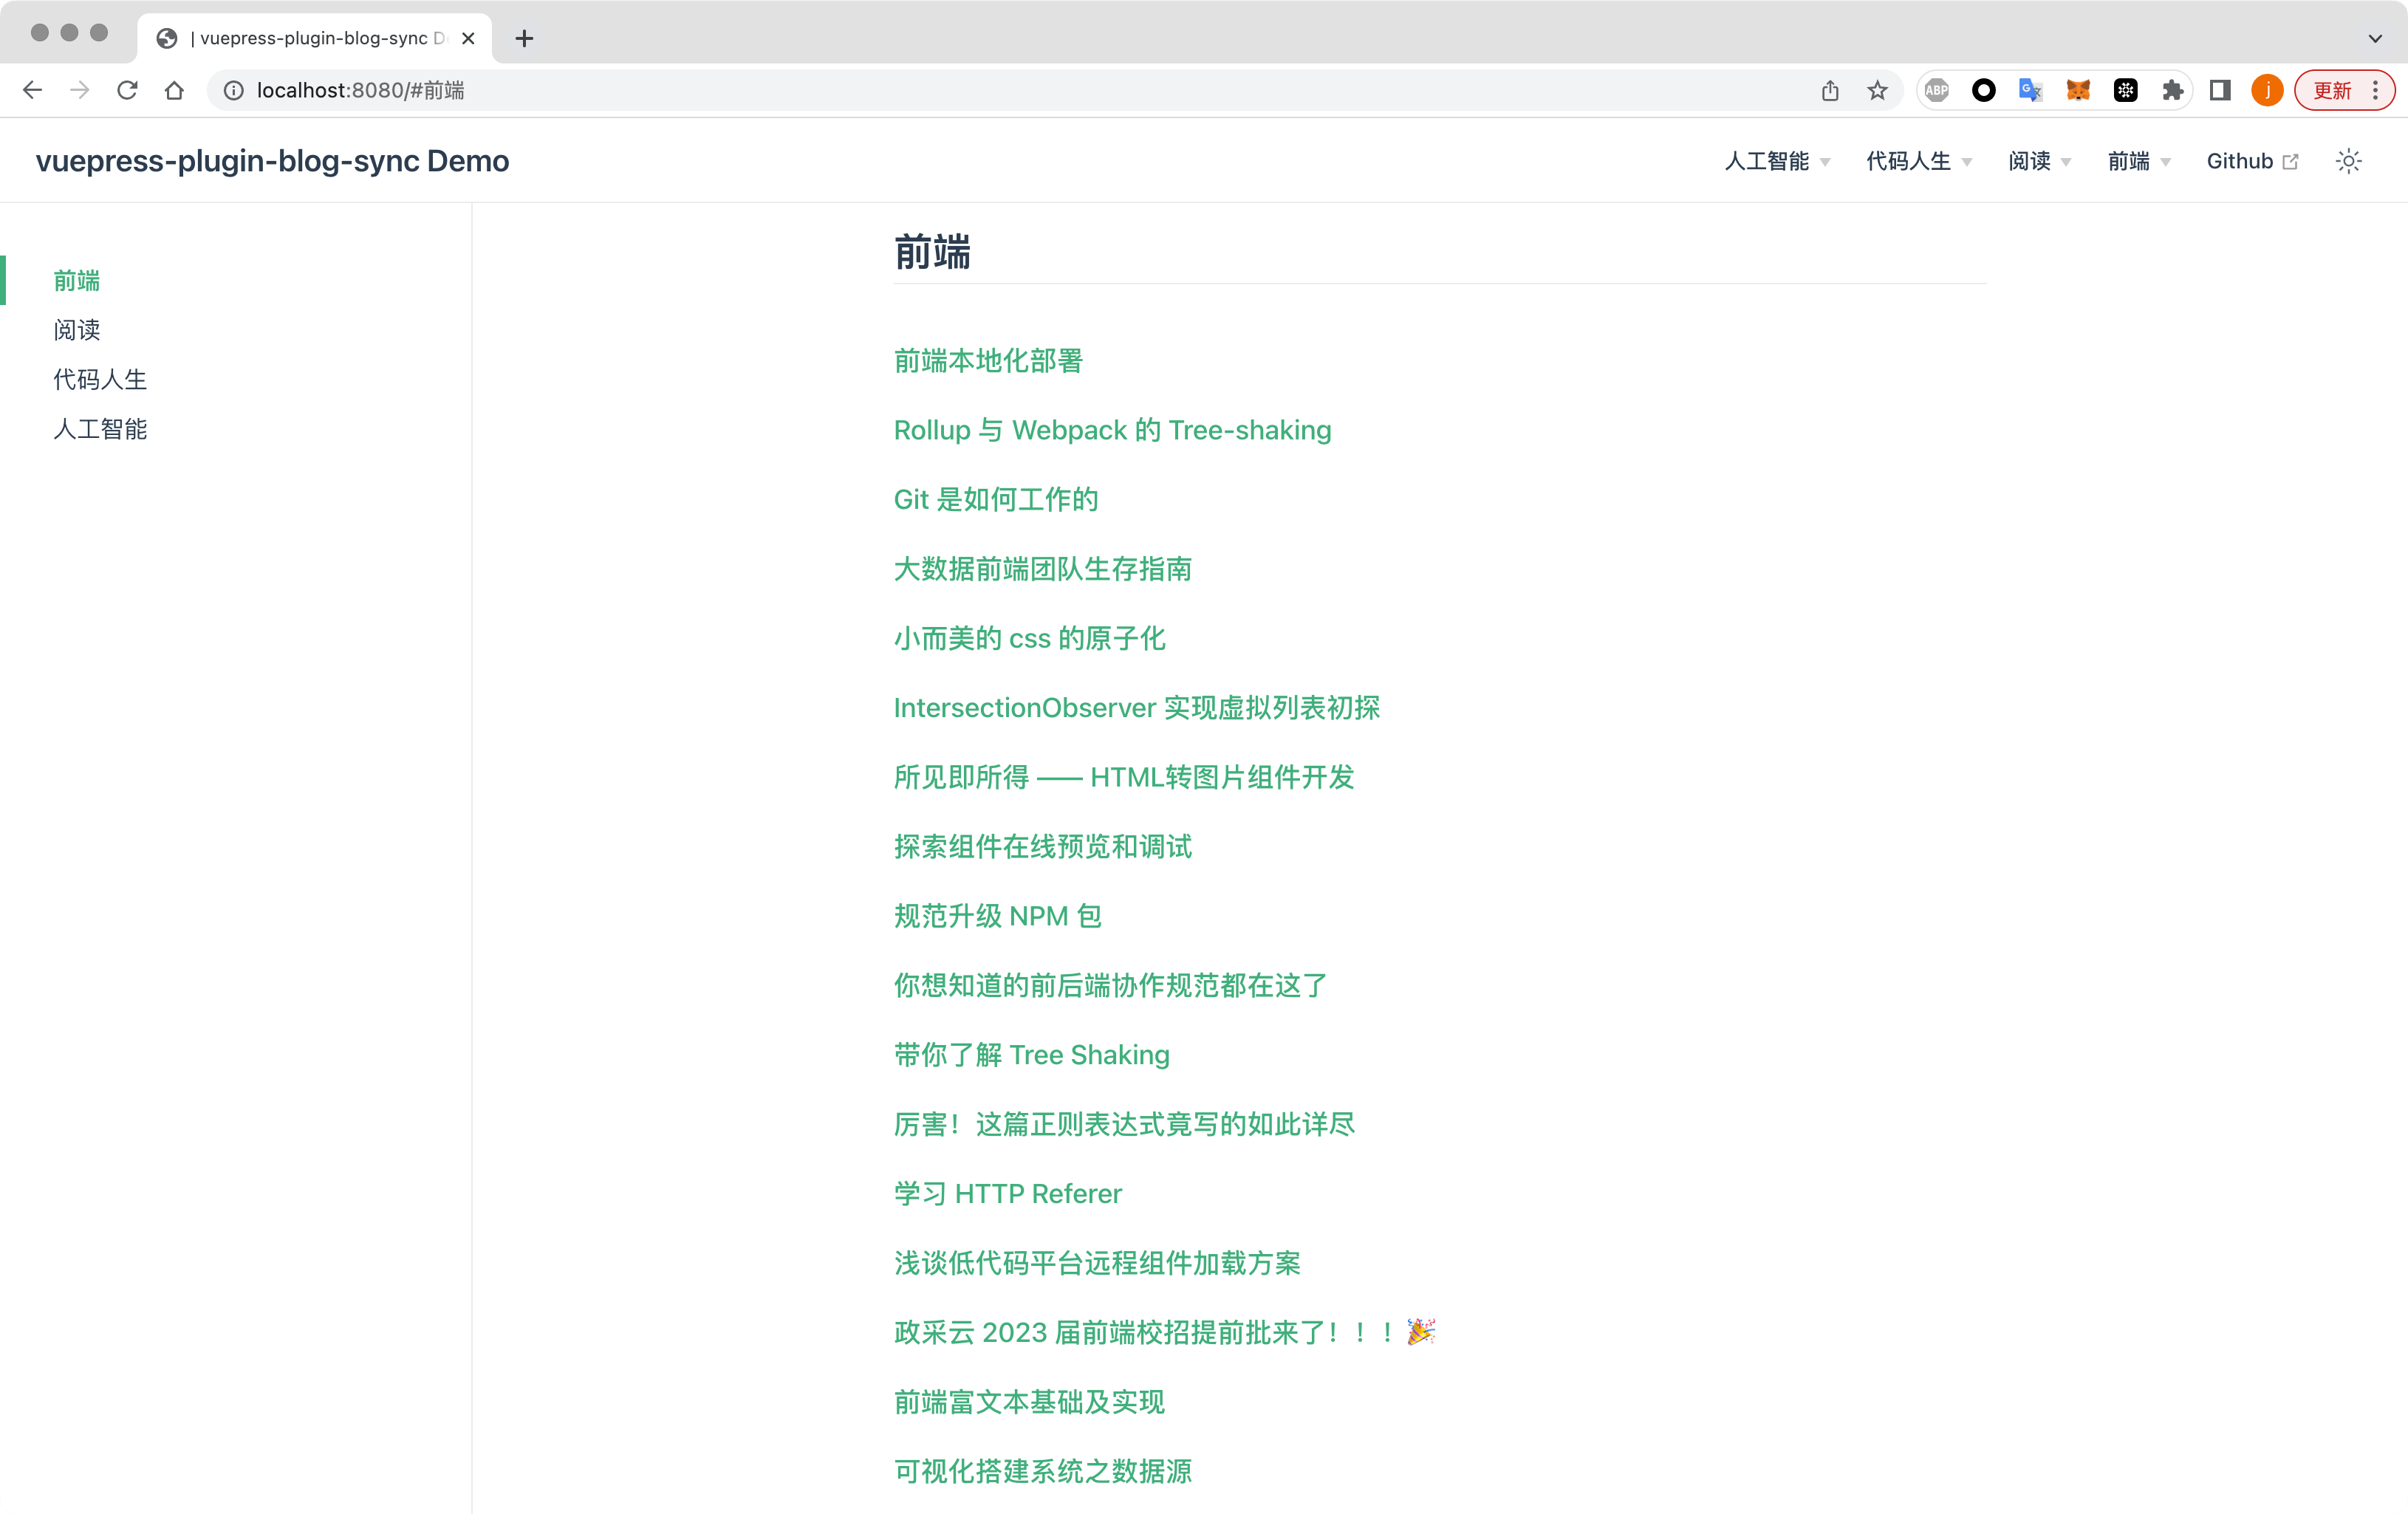 | vuepress-plugin-blog-sync D
localhost:8080/#前端
ABP
G 文
j
更新
vuepress-plugin-blog-sync Demo
人工智能
代码人生
阅读
前端
Github
前端
阅读
代码人生
人工智能
前端
前端本地化部署
Rollup 与 Webpack 的 Tree-shaking
Git 是如何工作的
大数据前端团队生存指南
小而美的 css 的原子化
IntersectionObserver 实现虚拟列表初探
所见即所得 —— HTML转图片组件开发
探索组件在线预览和调试
规范升级 NPM 包
你想知道的前后端协作规范都在这了
带你了解 Tree Shaking
厉害！这篇正则表达式竟写的如此详尽
学习 HTTP Referer
浅谈低代码平台远程组件加载方案
政采云 2023 届前端校招提前批来了！！！🎉
前端富文本基础及实现
可视化搭建系统之数据源